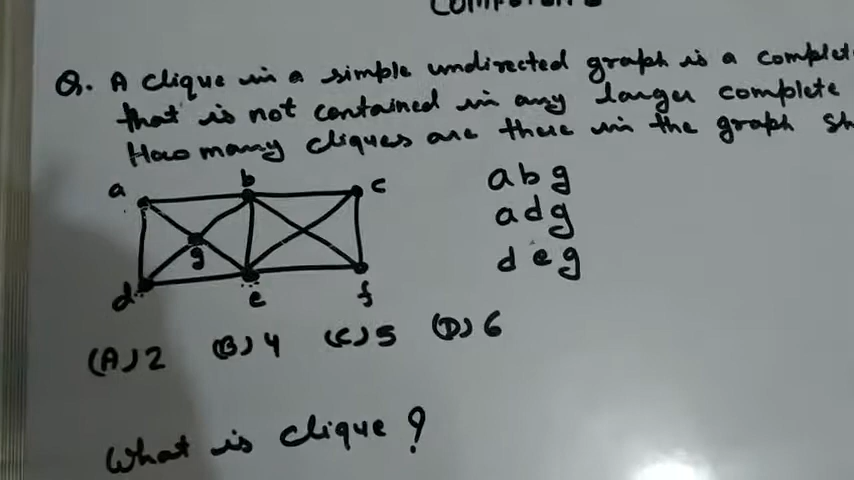 Q. A clique in a simple undirected graph is a complet
that is not contained in any larger complete
How many cliques are there in the graph sh
a b c
a b g
a d g
g
d e g
d e f
(A) 2 (B) 4 (C) 5 (D) 6
What is clique ?